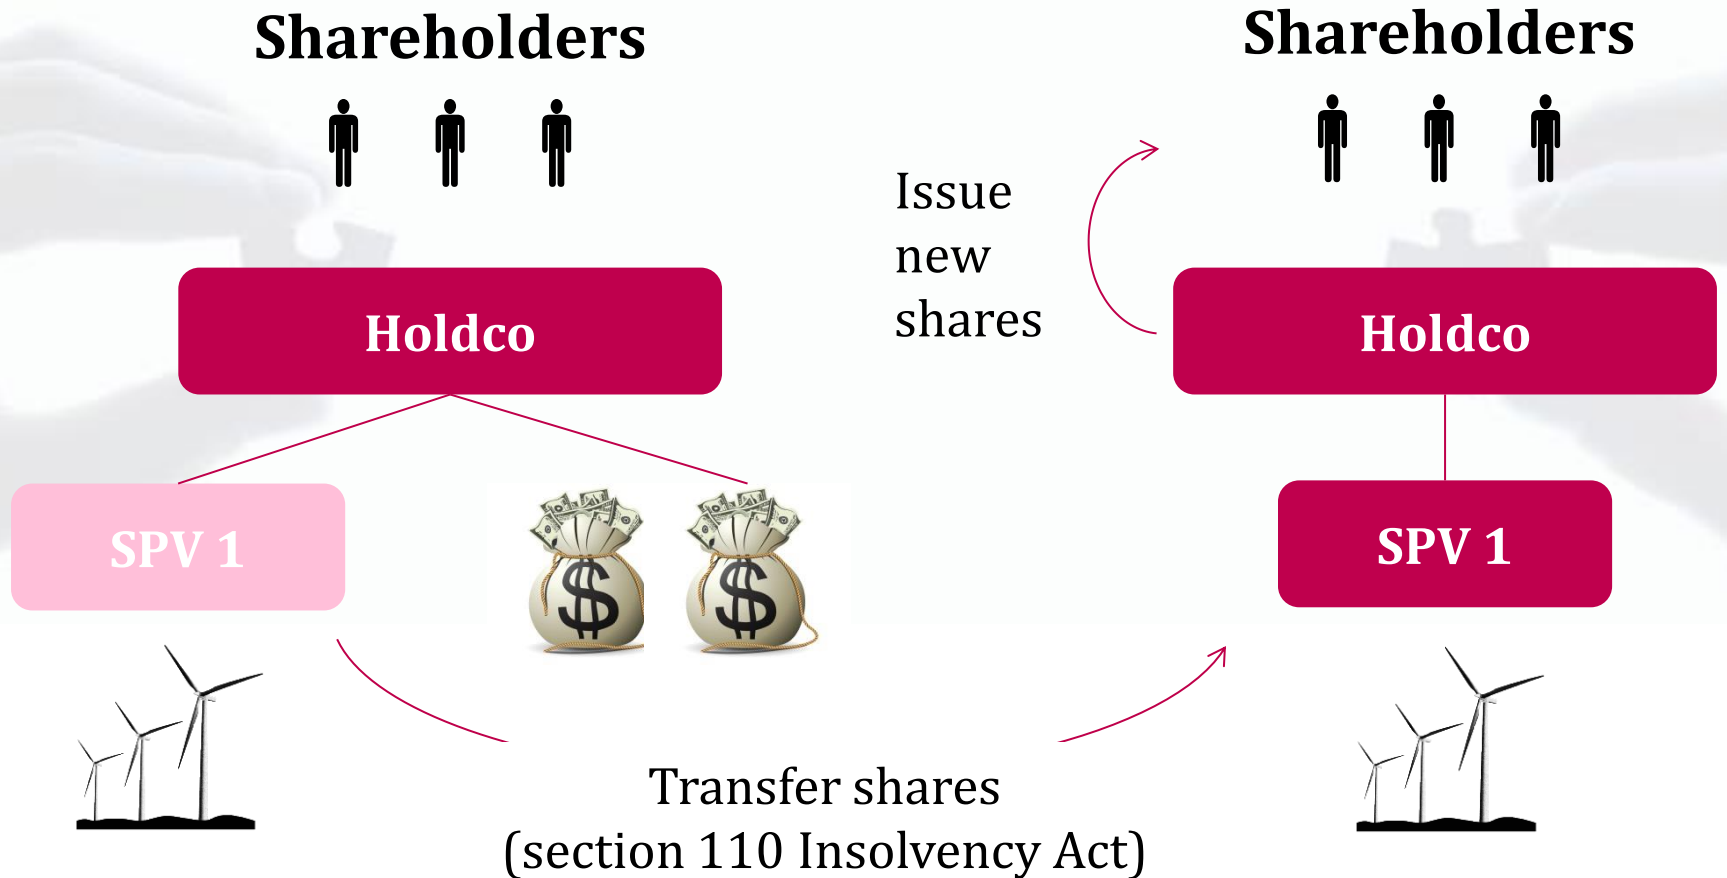 Shareholders
Holdco
SPV 1
$ $
Issue
new
shares
Shareholders
Holdco
SPV 1
Transfer shares
(section 110 Insolvency Act)